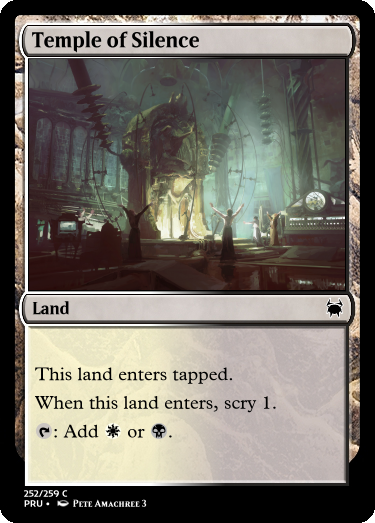 Temple of Silence
Land
This land enters tapped.
When this land enters, scry 1.
: Add or .
252/259 C
PRU • Pete Amachree 3